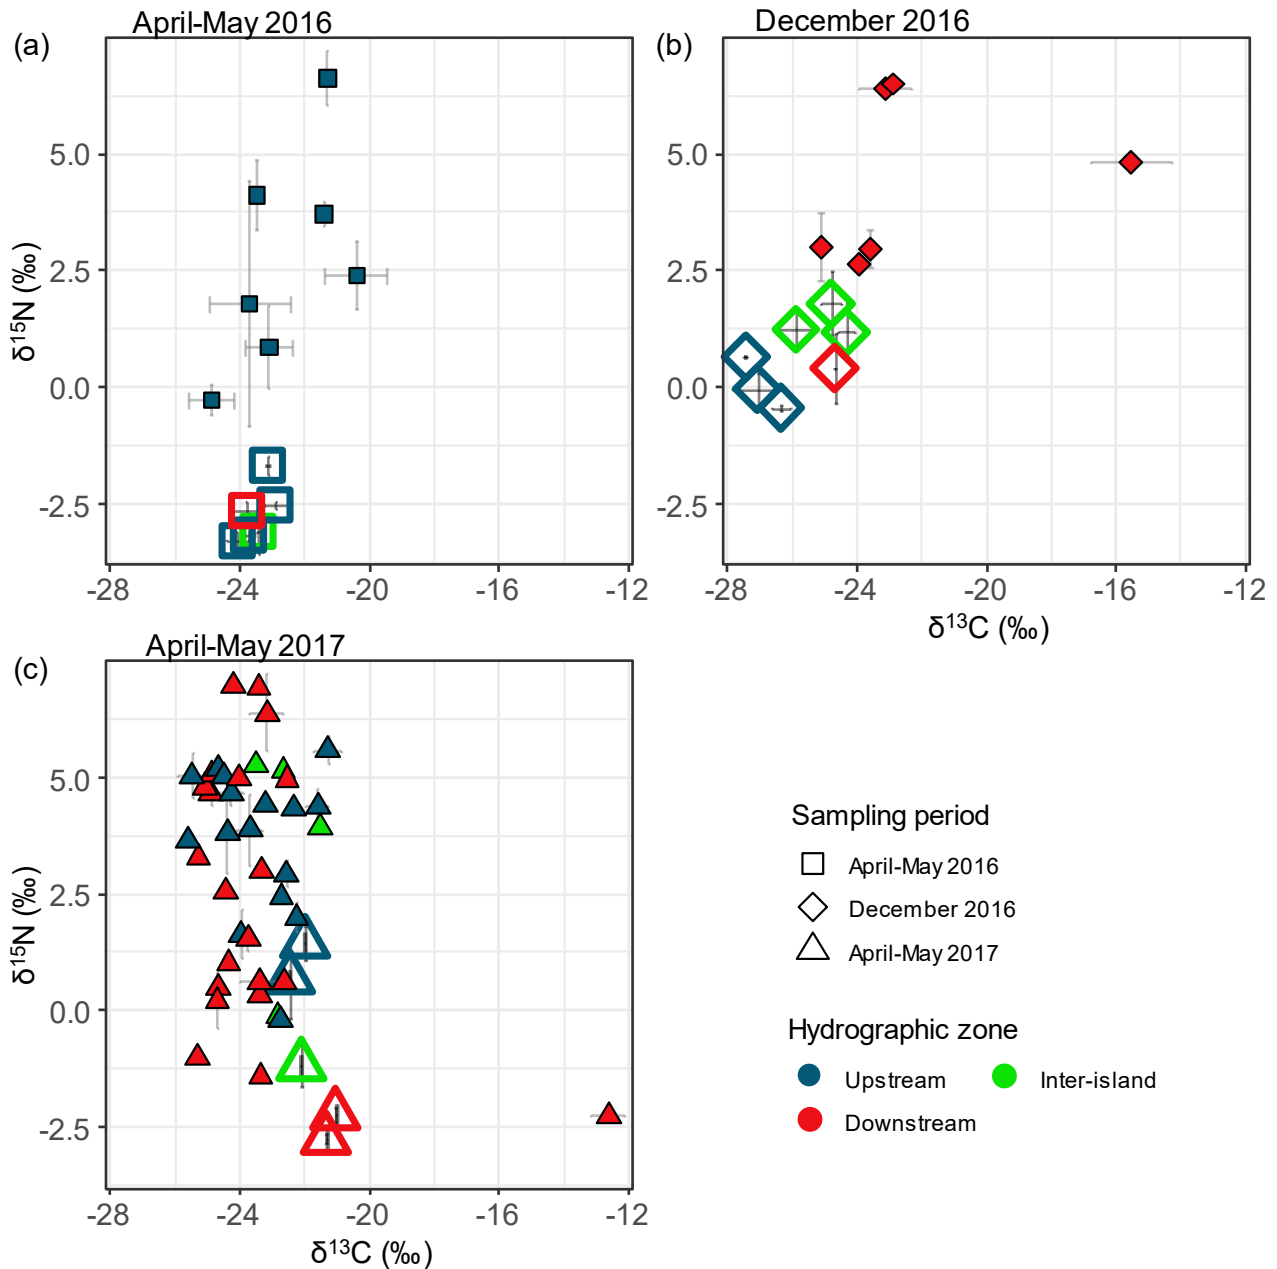 April-May 2016
(a)
5.0
2.5
0.0
-2.5
δ¹⁵N (‰)
-28 -24 -20 -16 -12
December 2016
(b)
5.0
2.5
0.0
-2.5
-28 -24 -20 -16 -12
δ¹³C (‰)
April-May 2017
(c)
5.0
2.5
0.0
-2.5
δ¹⁵N (‰)
-28 -24 -20 -16 -12
δ¹³C (‰)
Sampling period
April-May 2016
December 2016
April-May 2017
Hydrographic zone
Upstream Inter-island
Downstream